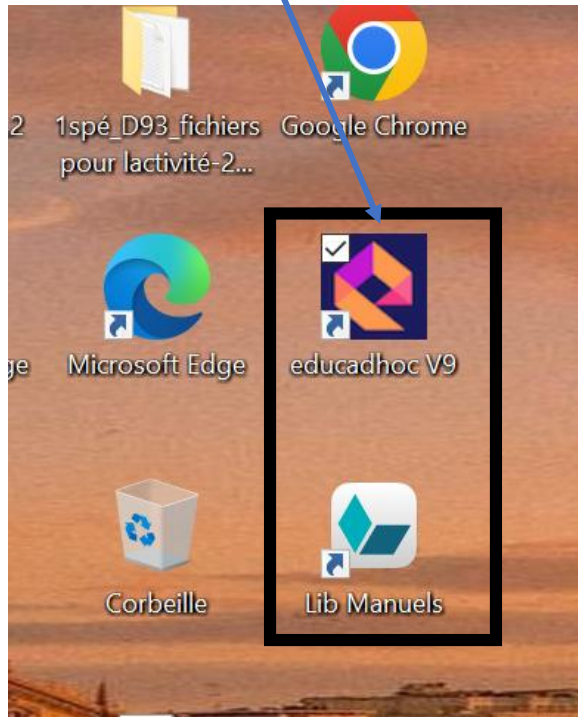 2
1spé_D93_fichiers
pour lactivité-2...
Google Chrome
ge
Microsoft Edge
educadhoc V9
Corbeille
Lib Manuels